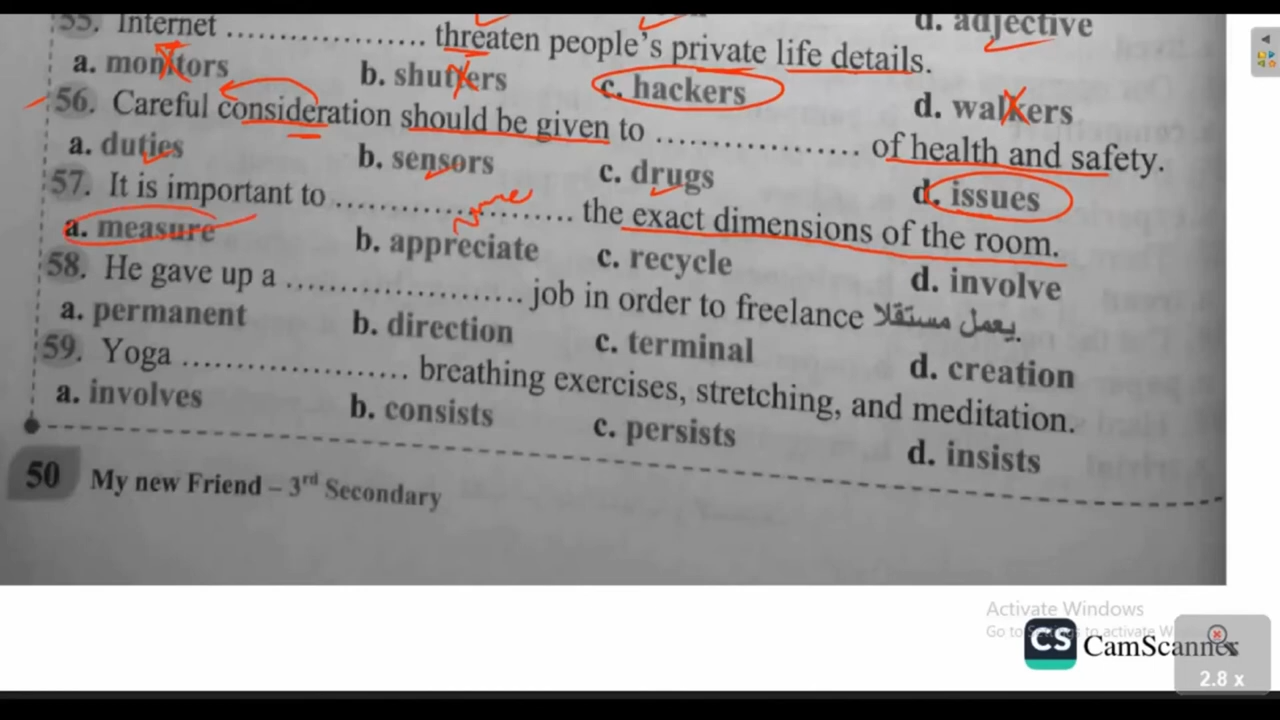 d. adjective
55. Internet .................... threaten people's private life details.
a. monitors b. shutters c. hackers d. walkers
56. Careful consideration should be given to .................... of health and safety.
a. duties b. sensors c. drugs d. issues
57. It is important to .................... the exact dimensions of the room.
a. measure b. appreciate c. recycle d. involve
58. He gave up a .................... job in order to freelance يعمل مستقلا.
a. permanent b. direction c. terminal d. creation
59. Yoga .................... breathing exercises, stretching, and meditation.
a. involves b. consists c. persists d. insists
50 My new Friend – 3rd Secondary
Activate Windows
CS CamScanner
2.8 x